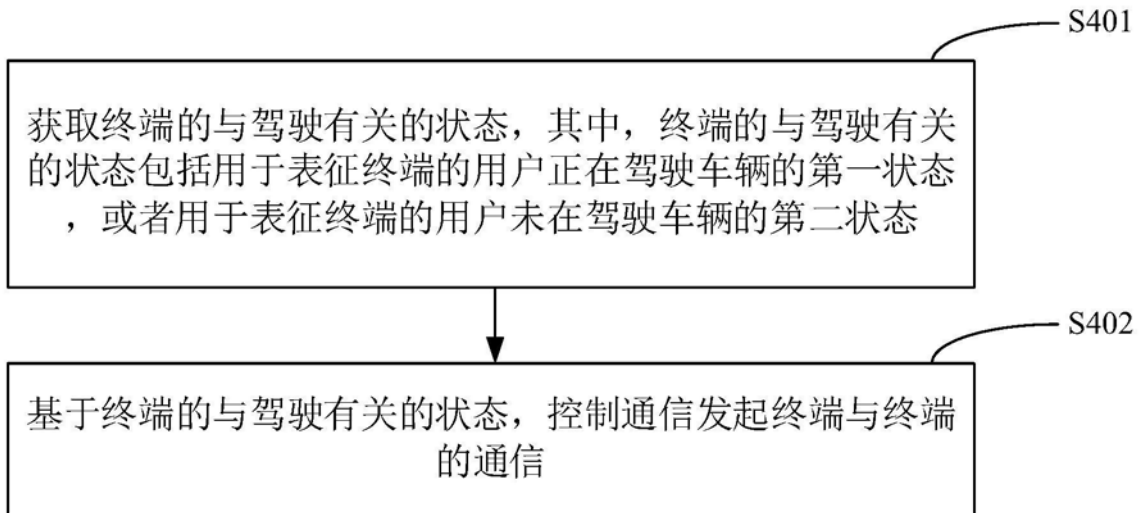 S401
获取终端的与驾驶有关的状态，其中，终端的与驾驶有关
的状态包括用于表征终端的用户正在驾驶车辆的第一状态
，或者用于表征终端的用户未在驾驶车辆的第二状态
S402
基于终端的与驾驶有关的状态，控制通信发起终端与终端
的通信